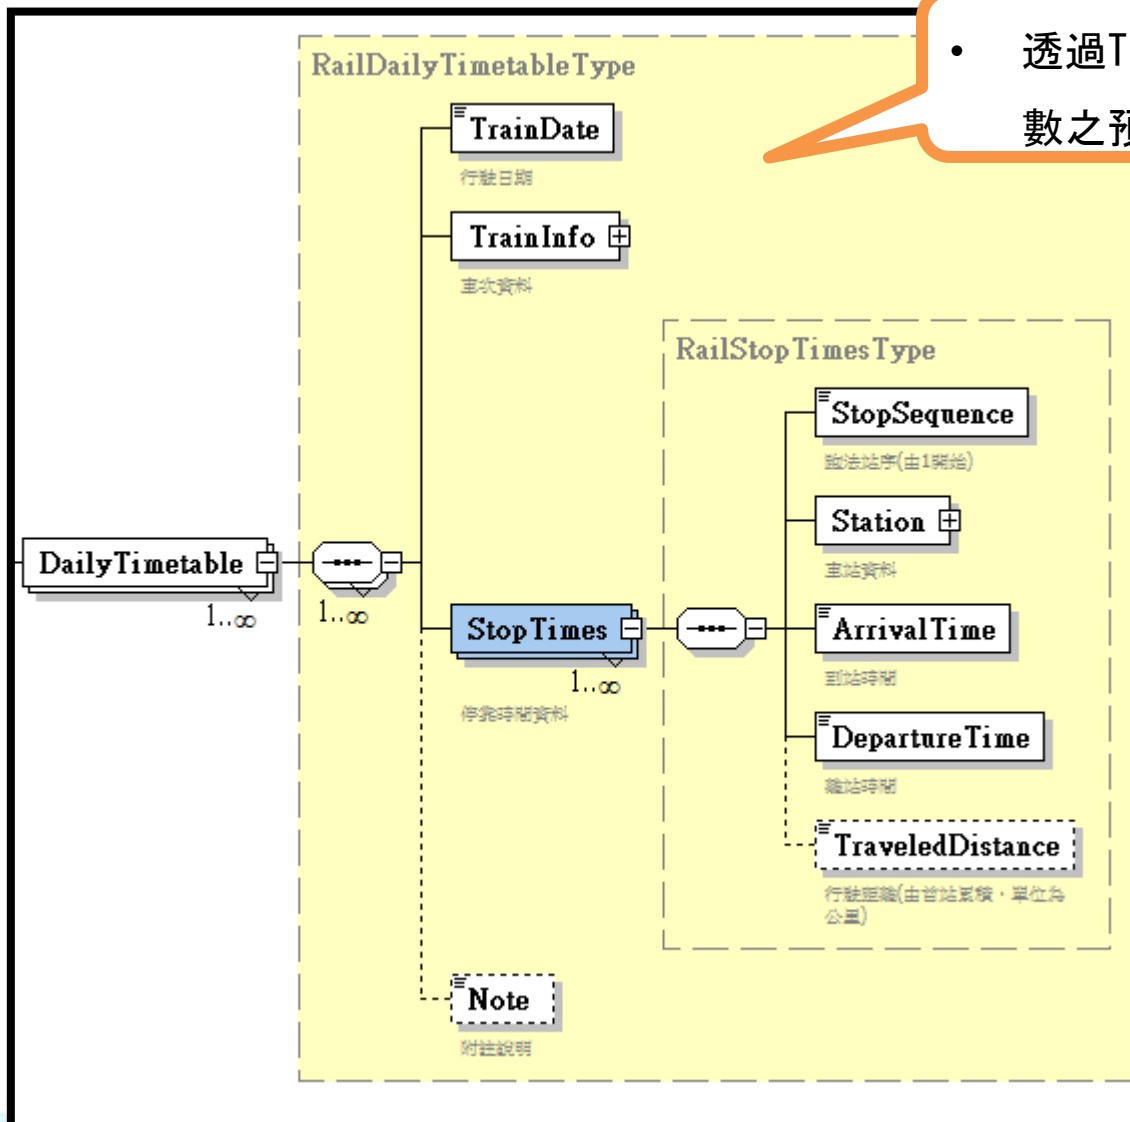 • 透過T
數之預
RailDailyTimetableType
TrainDate
行駛日期
TrainInfo
車次資料
RailStopTimesType
StopSequence
跑法站序(由1開始)
Station
車站資料
DailyTimetable
1..∞
1..∞
StopTimes
1..∞
停靠時間資料
ArrivalTime
到站時間
DepartureTime
離站時間
TraveledDistance
行駛距離(由首站累積，單位為
公里)
Note
附註說明